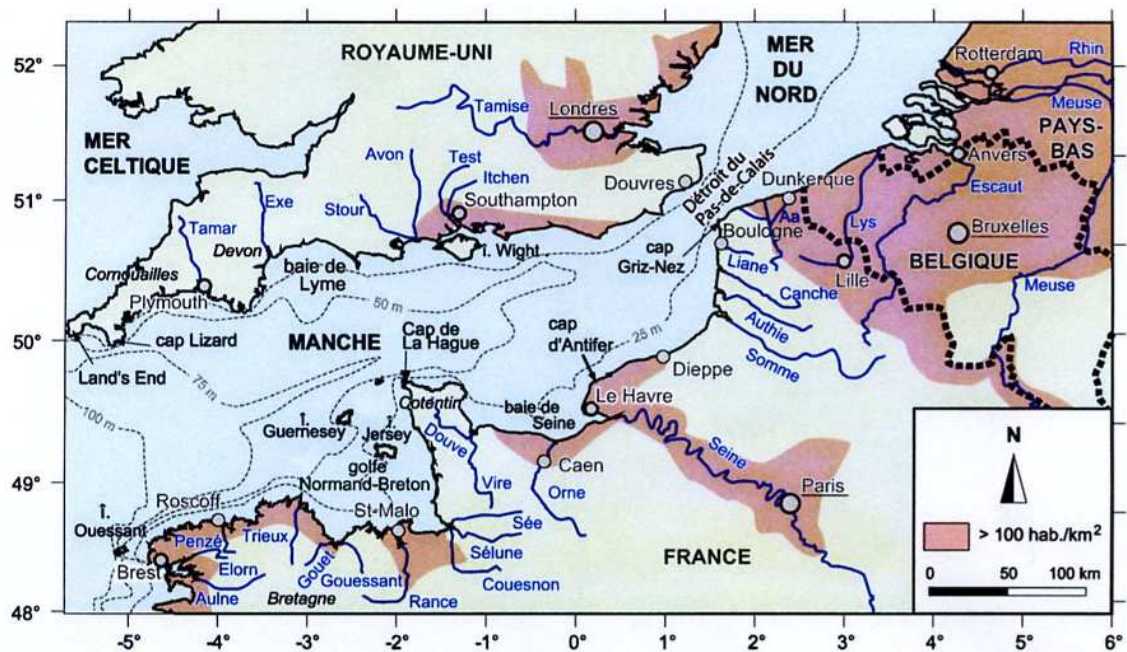 52°
51°
50°
49°
48°
-5
-4
-3
-2
-1
0
1
2
3
4
5
6
ROYAUME-UNI
MER
DU
NORD
Rotterdam
Rhin
Meuse
PAYS-
BAS
Tamise
Londres
MER
CELTIQUE
Avon
Test
Itchen
Southampton
Stour
Douvres
Détroit du
Pas-de-Calais
Dunkerque
Anvers
Escaut
Exe
Tamar
Devon
Cornouailles
Plymouth
baie de
Lyme
î. Wight
Aa
Lys
Boulogne
cap
Griz-Nez
Liane
Lille
Bruxelles
BELGIQUE
Meuse
Canche
Authie
Somme
cap Lizard
Land's End
50 m
75 m
100 m
25 m
MANCHE
Cap de
La Hague
cap
d'Antifer
Dieppe
Le Havre
baie de
Seine
Cotentin
Î.
Guernesey
Î.
Jersey
golfe
Normand-Breton
Douve
Vire
Caen
Orne
Seine
Paris
Roscoff
Î.
Ouessant
Penzé
Trieux
St-Malo
Sée
Sélune
Couesnon
Brest
Elorn
Aulne
Gouet
Gouessant
Bretagne
Rance
FRANCE
N
> 100 hab./km²
0 50 100 km